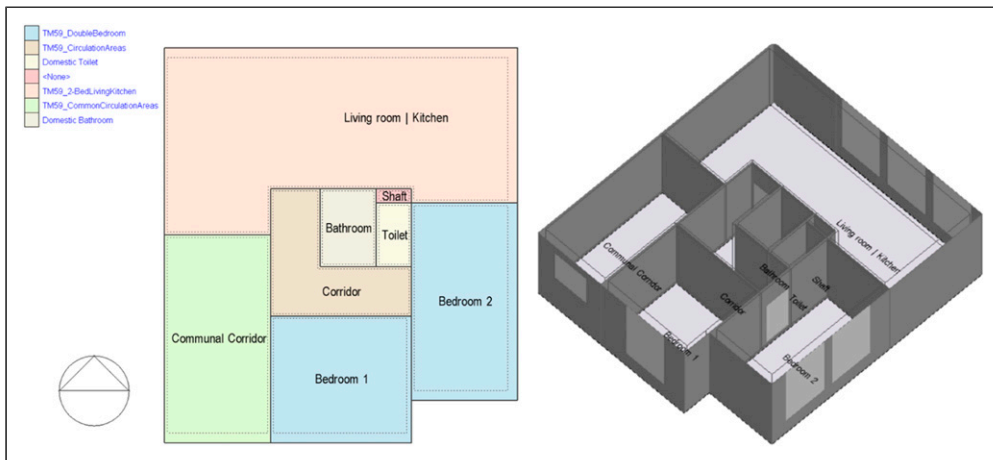 TM59_DoubleBedroom
TM59_CirculationAreas
Domestic Toilet
<None>
TM59_2-BedLivingKitchen
TM59_CommonCirculationAreas
Domestic Bathroom
Living room | Kitchen
Shaft
Bathroom
Toilet
Corridor
Bedroom 2
Communal Corridor
Bedroom 1
Living room | Kitchen
Communal Corridor
Bathroom
Shaft
Toilet
Corridor
Bedroom 1
Bedroom 2